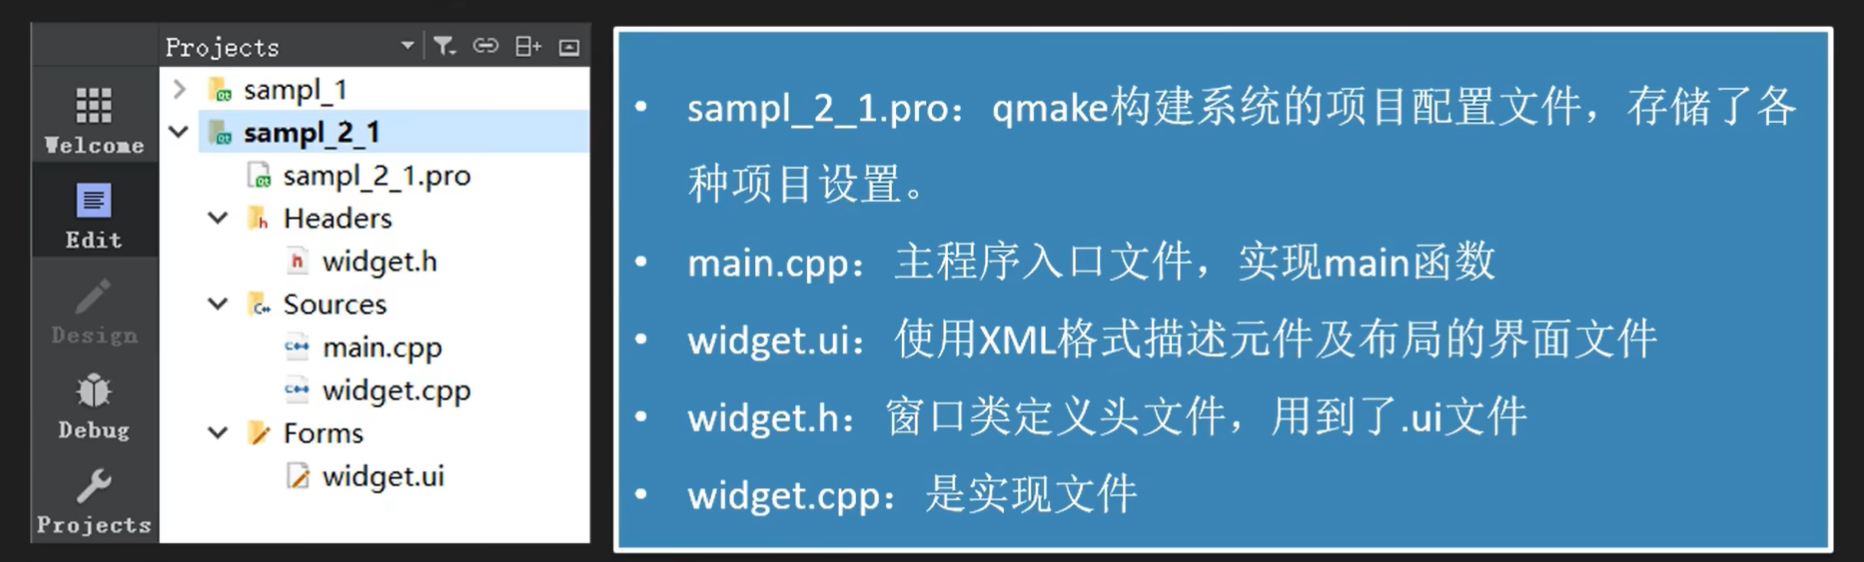 Projects
Welcome
Edit
Design
Debug
Projects
sampl_1
sampl_2_1
sampl_2_1.pro
Headers
widget.h
Sources
main.cpp
widget.cpp
Forms
widget.ui
• sampl_2_1.pro：qmake构建系统的项目配置文件，存储了各
种项目设置。
• main.cpp：主程序入口文件，实现main函数
• widget.ui：使用XML格式描述元件及布局的界面文件
• widget.h：窗口类定义头文件，用到了.ui文件
• widget.cpp：是实现文件